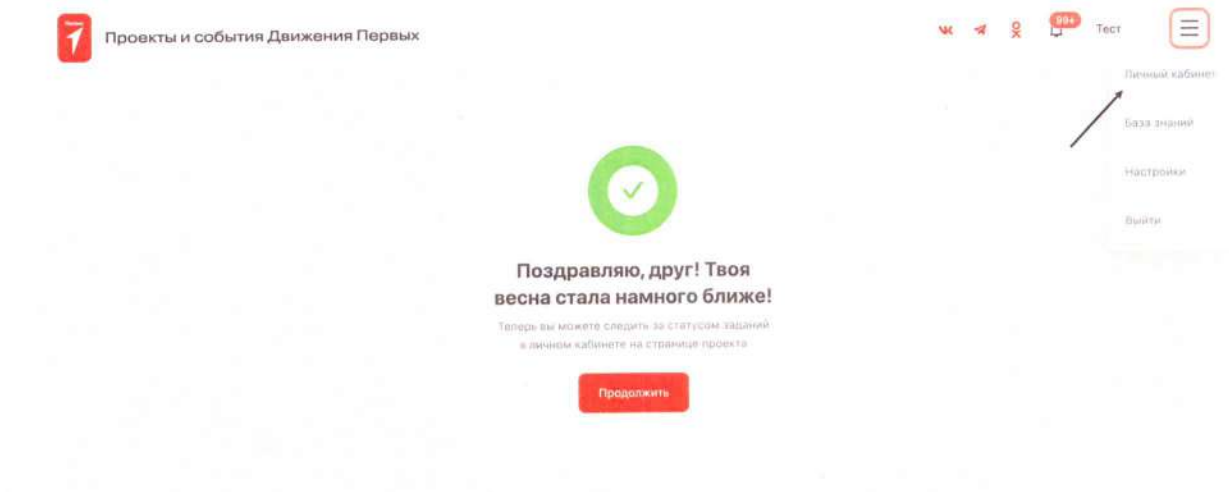 Проекты и события Движения Первых
99+
Тест
Личный кабинет
База знаний
Настройки
Выйти
Поздравляю, друг! Твоя
весна стала намного ближе!
Теперь вы можете следить за статусом заданий
в личном кабинете на странице проекта
Продолжить